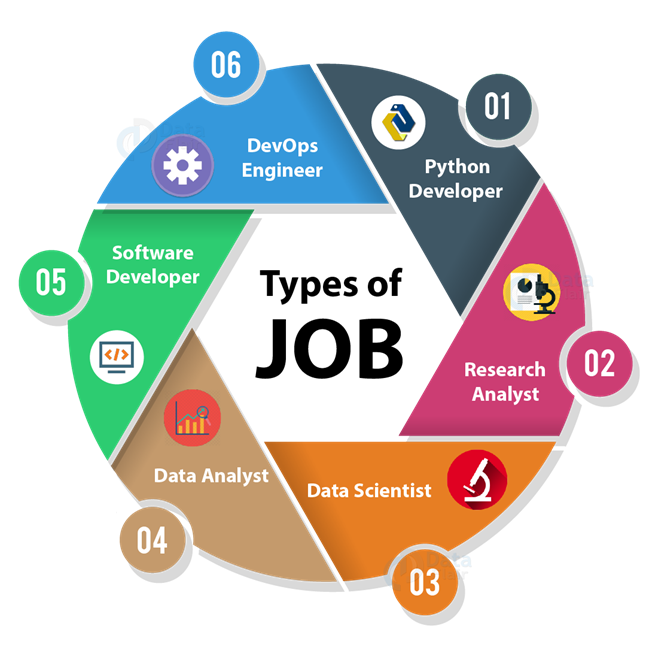 Types of
JOB
01
Python
Developer
02
Research
Analyst
03
Data Scientist
04
Data Analyst
05
Software
Developer
06
DevOps
Engineer